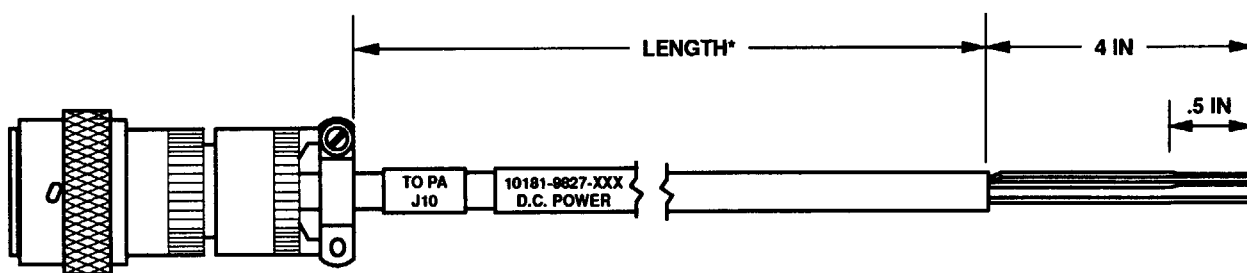 LENGTH*
4 IN
.5 IN
TO PA
J10
10181-9827-XXX
D.C. POWER